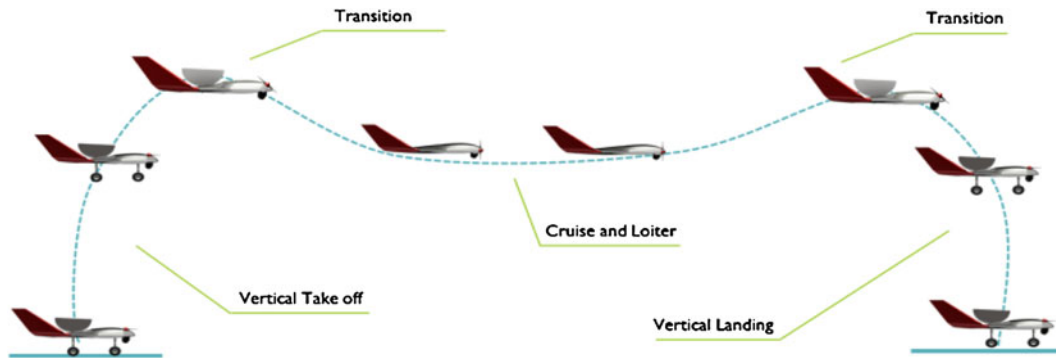 Transition
Transition
Cruise and Loiter
Vertical Take off
Vertical Landing